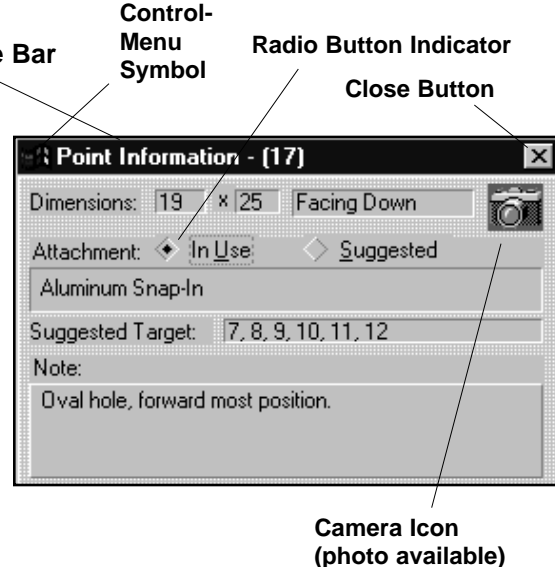 Control-
Menu
Symbol
e Bar
Radio Button Indicator
Close Button
Point Information - (17)
Dimensions: 19 × 25 Facing Down
Attachment: In Use Suggested
Aluminum Snap-In
Suggested Target: 7, 8, 9, 10, 11, 12
Note:
Oval hole, forward most position.
Camera Icon
(photo available)